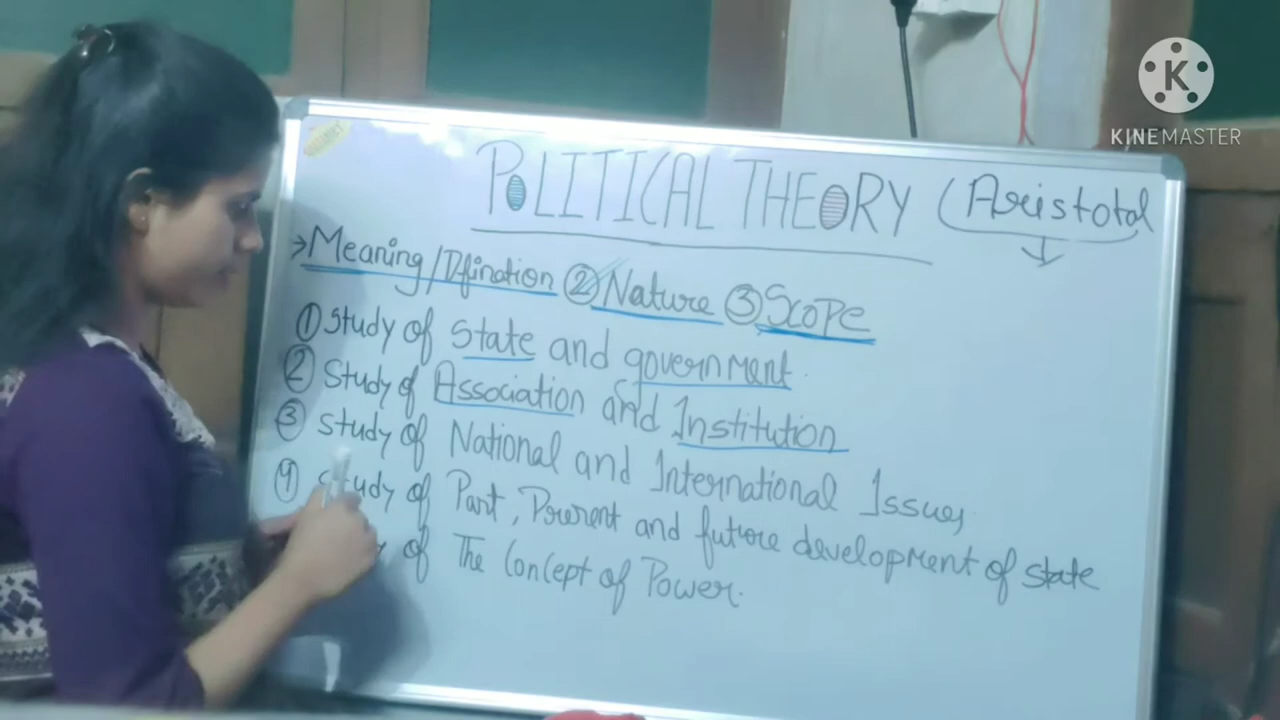 POLITICAL THEORY (Aristotal
→Meaning/Dfination ② Nature ③ Scope
① Study of State and government.
② Study of Association and Institution
③ Study of National and International Issues
④ Study of Past, Present and future development of state
of The Concept of Power.
K
KINEMASTER